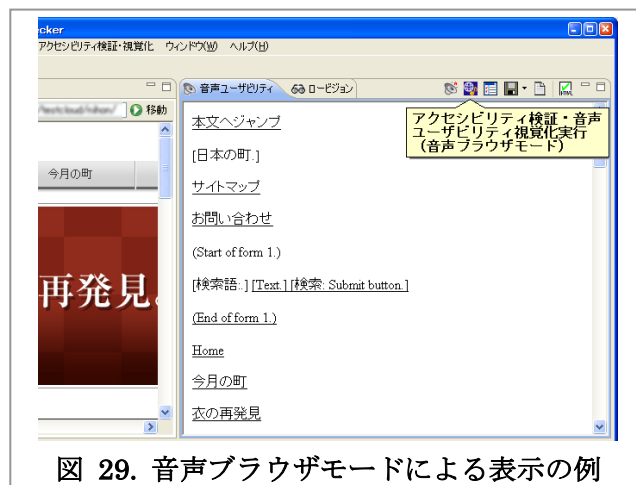 ecker
アクセシビリティ検証・視覚化 ウィンドウ(W) ヘルプ(H)
音声ユーザビリティ ロービジョン
移動
本文へジャンプ
アクセシビリティ検証・音声
ユーザビリティ視覚化実行
(音声ブラウザモード)
[日本の町.]
今月の町
サイトマップ
お問い合わせ
(Start of form 1.)
再発見。
[検索語:.] [Text.] [検索: Submit button.]
(End of form 1.)
Home
今月の町
衣の再発見
図 29. 音声ブラウザモードによる表示の例